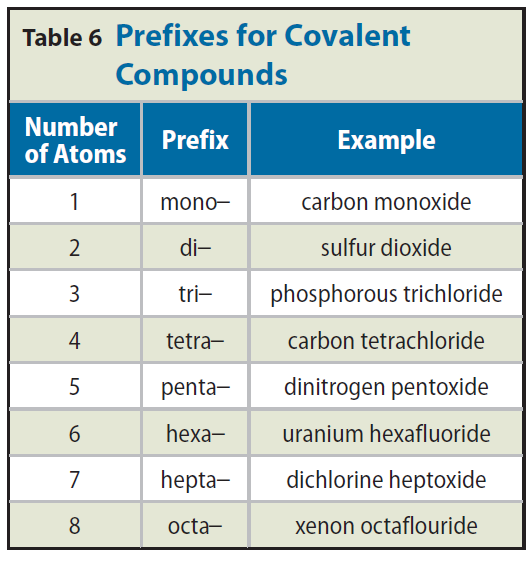 Table 6 Prefixes for Covalent
Compounds
Number
of Atoms Prefix Example
1 mono– carbon monoxide
2 di– sulfur dioxide
3 tri– phosphorous trichloride
4 tetra– carbon tetrachloride
5 penta– dinitrogen pentoxide
6 hexa– uranium hexafluoride
7 hepta– dichlorine heptoxide
8 octa– xenon octaflouride